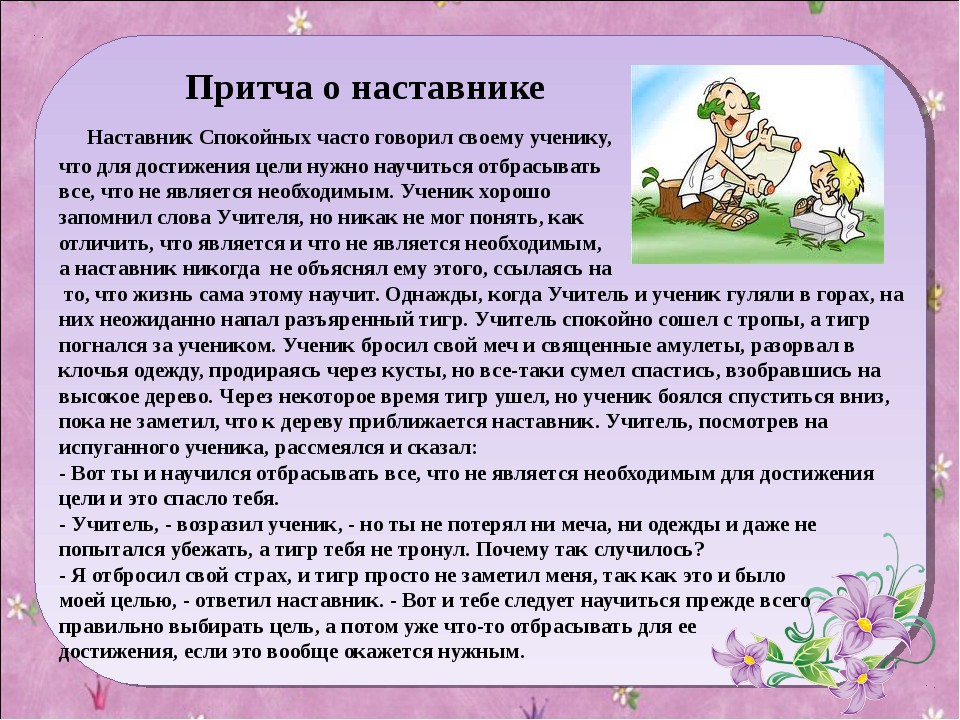 Притча о наставнике
Наставник Спокойных часто говорил своему ученику,
что для достижения цели нужно научиться отбрасывать
все, что не является необходимым. Ученик хорошо
запомнил слова Учителя, но никак не мог понять, как
отличить, что является и что не является необходимым,
а наставник никогда не объяснял ему этого, ссылаясь на
то, что жизнь сама этому научит. Однажды, когда Учитель и ученик гуляли в горах, на
них неожиданно напал разъяренный тигр. Учитель спокойно сошел с тропы, а тигр
погнался за учеником. Ученик бросил свой меч и священные амулеты, разорвал в
клочья одежду, продираясь через кусты, но все-таки сумел спастись, взобравшись на
высокое дерево. Через некоторое время тигр ушел, но ученик боялся спуститься вниз,
пока не заметил, что к дереву приближается наставник. Учитель, посмотрев на
испуганного ученика, рассмеялся и сказал:
- Вот ты и научился отбрасывать все, что не является необходимым для достижения
цели и это спасло тебя.
- Учитель, - возразил ученик, - но ты не потерял ни меча, ни одежды и даже не
попытался убежать, а тигр тебя не тронул. Почему так случилось?
- Я отбросил свой страх, и тигр просто не заметил меня, так как это и было
моей целью, - ответил наставник. - Вот и тебе следует научиться прежде всего
правильно выбирать цель, а потом уже что-то отбрасывать для ее
достижения, если это вообще окажется нужным.